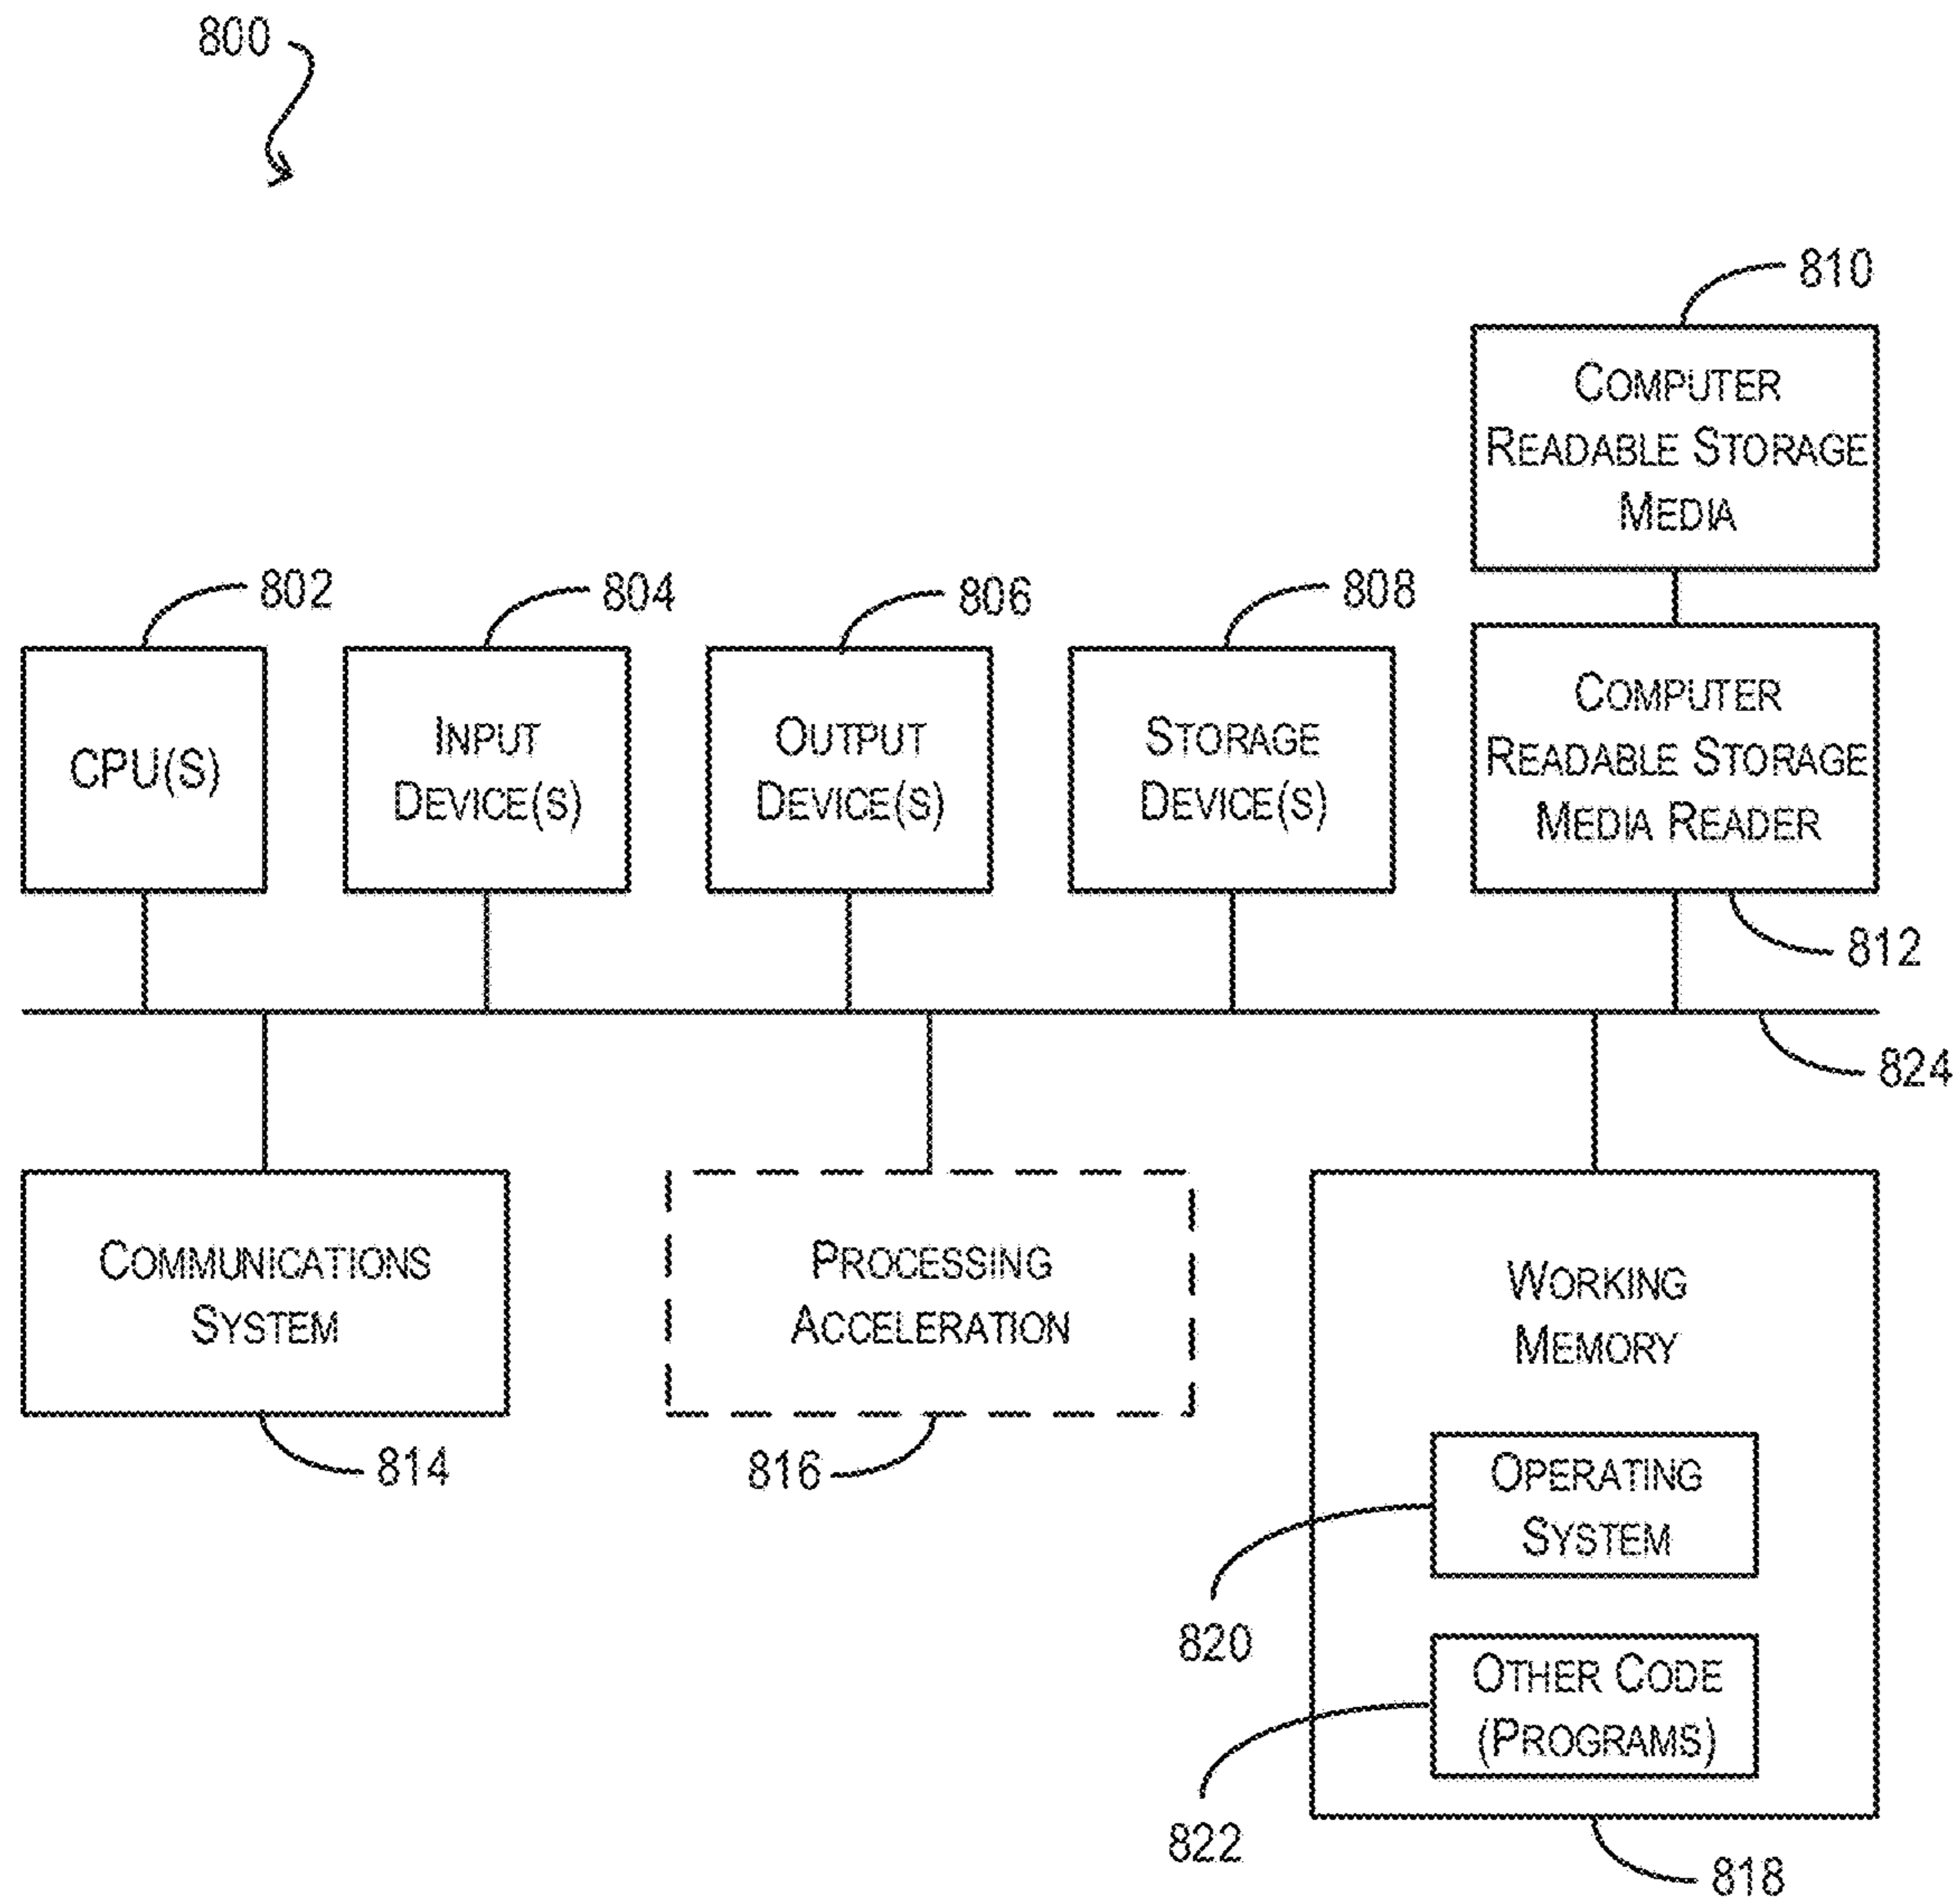 800
810
COMPUTER
READABLE STORAGE
MEDIA
802
804
806
808
CPU(S)
INPUT
DEVICE(S)
OUTPUT
DEVICE(S)
STORAGE
DEVICE(S)
COMPUTER
READABLE STORAGE
MEDIA READER
812
824
COMMUNICATIONS
SYSTEM
814
PROCESSING
ACCELERATION
816
WORKING
MEMORY
OPERATING
SYSTEM
820
OTHER CODE
(PROGRAMS)
822
818